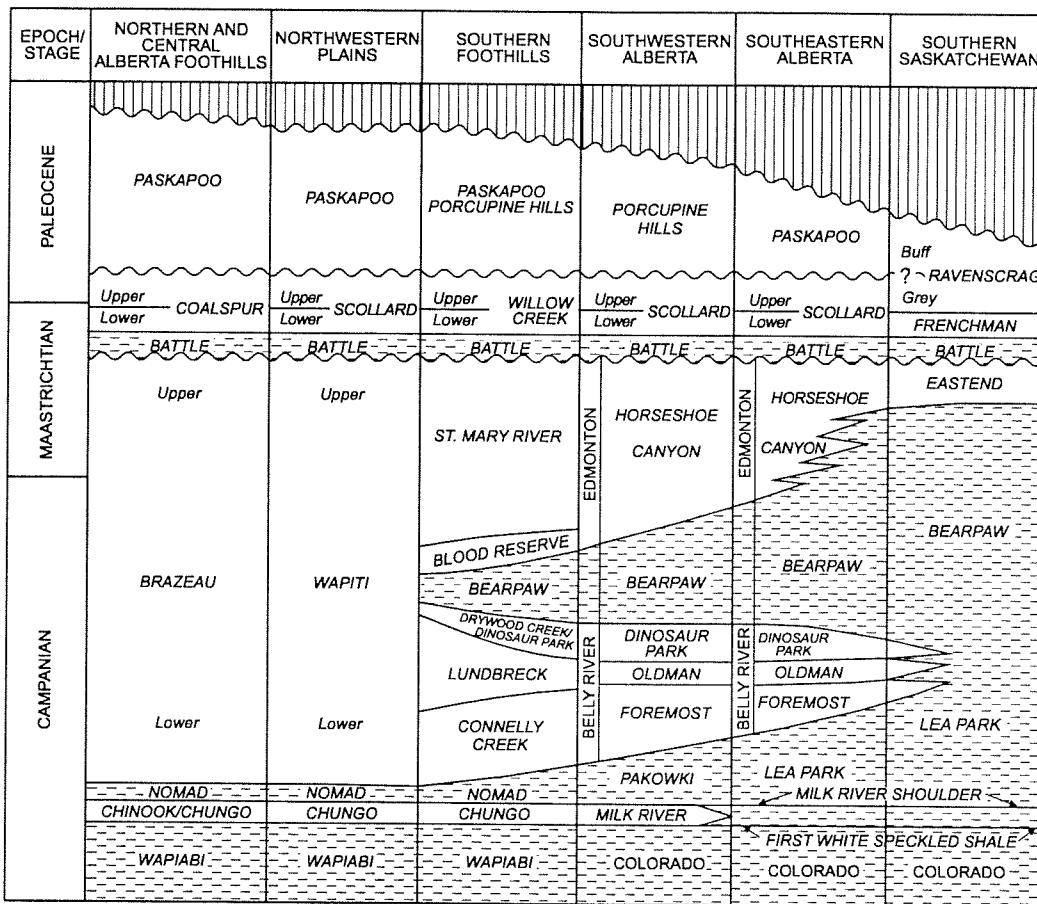 EPOCH/
STAGE
NORTHERN AND
CENTRAL
ALBERTA FOOTHILLS
NORTHWESTERN
PLAINS
SOUTHERN
FOOTHILLS
SOUTHWESTERN
ALBERTA
SOUTHEASTERN
ALBERTA
SOUTHERN
SASKATCHEWAN
PALEOCENE
MAASTRICHTIAN
CAMPANIAN
PASKAPOO
Upper
Lower
COALSPUR
BATTLE
Upper
BRAZEAU
Lower
NOMAD
CHINOOK/CHUNGO
WAPIABI
PASKAPOO
Upper
Lower
SCOLLARD
BATTLE
Upper
WAPITI
Lower
NOMAD
CHUNGO
WAPIABI
PASKAPOO
PORCUPINE HILLS
Upper
Lower
WILLOW
CREEK
BATTLE
ST. MARY RIVER
BLOOD RESERVE
BEARPAW
DRYWOOD CREEK/
DINOSAUR PARK
LUNDBRECK
CONNELLY
CREEK
NOMAD
CHUNGO
WAPIABI
PORCUPINE
HILLS
Upper
Lower
SCOLLARD
BATTLE
EDMONTON
HORSESHOE
CANYON
BEARPAW
BELLY RIVER
DINOSAUR
PARK
OLDMAN
FOREMOST
PAKOWKI
MILK RIVER
COLORADO
PASKAPOO
Upper
Lower
SCOLLARD
BATTLE
EDMONTON
HORSESHOE
CANYON
BEARPAW
BELLY RIVER
DINOSAUR
PARK
OLDMAN
FOREMOST
LEA PARK
MILK RIVER SHOULDER
FIRST WHITE SPECKLED SHALE
COLORADO
Buff
? RAVENSCRAG
Grey
FRENCHMAN
BATTLE
EASTEND
BEARPAW
LEA PARK
COLORADO